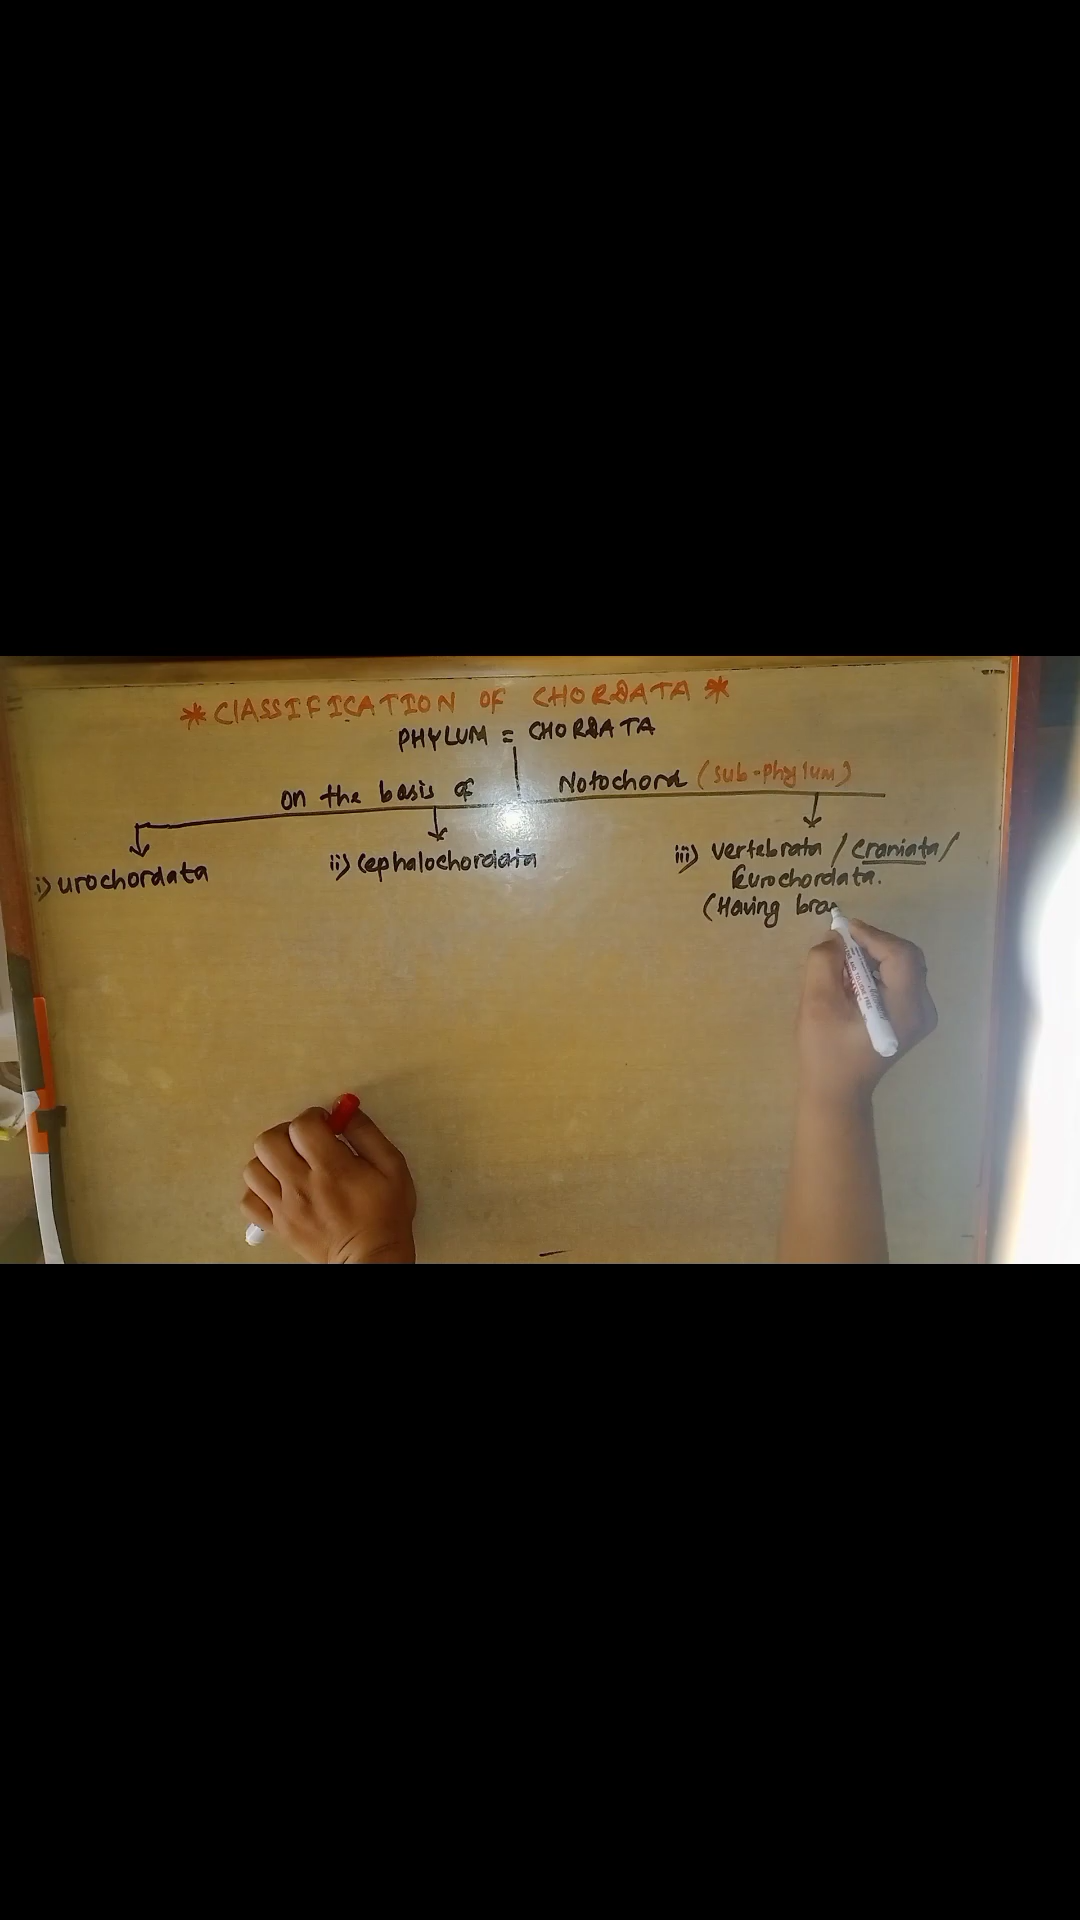 * CLASSIFICATION OF CHORDATA *
PHYLUM = CHORDATA
on the basis of Notochord (sub-phylum)
i) urochordata
ii) cephalochordata
iii) vertebrata / craniata /
Eurochordata.
(Having bra